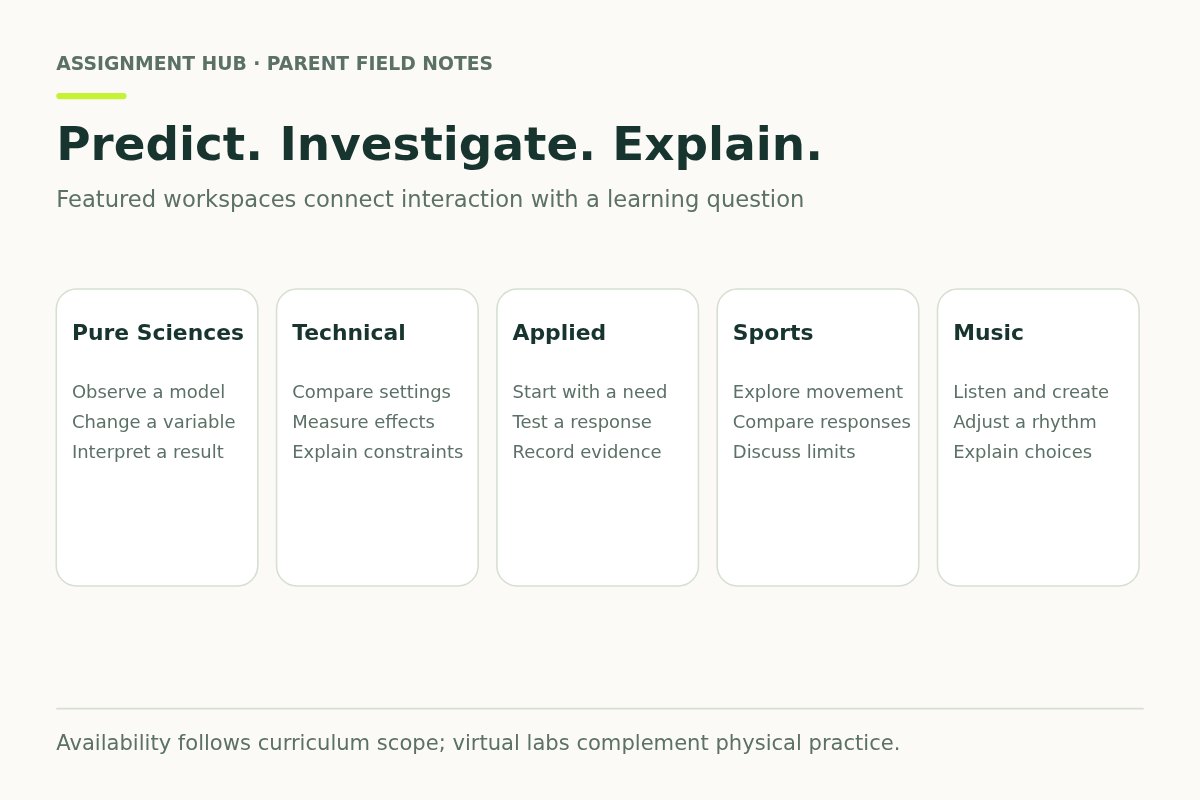 ASSIGNMENT HUB · PARENT FIELD NOTES
Predict. Investigate. Explain.
Featured workspaces connect interaction with a learning question
Pure Sciences
Observe a model
Change a variable
Interpret a result
Technical
Compare settings
Measure effects
Explain constraints
Applied
Start with a need
Test a response
Record evidence
Sports
Explore movement
Compare responses
Discuss limits
Music
Listen and create
Adjust a rhythm
Explain choices
Availability follows curriculum scope; virtual labs complement physical practice.